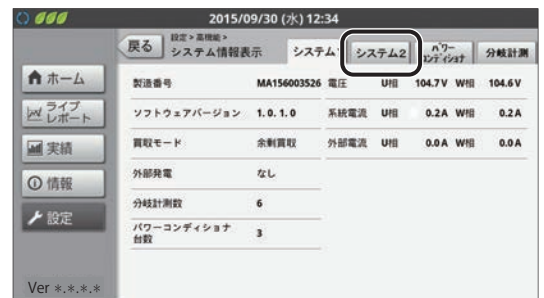 2015/09/30 (水) 12:34
戻る
設定 > 高機能 >
システム情報表示
システム1
システム2
パワーコンディショナ
分岐計測
ホーム
ライブレポート
実績
情報
設定
Ver *.*.*.*
製造番号 MA156003526
ソフトウェアバージョン 1.0.1.0
買取モード 余剰買取
外部発電 なし
分岐計測数 6
パワーコンディショナ台数 3
電圧 U相 104.7V W相 104.6V
系統電流 U相 0.2A W相 0.2A
外部電流 U相 0.0A W相 0.0A